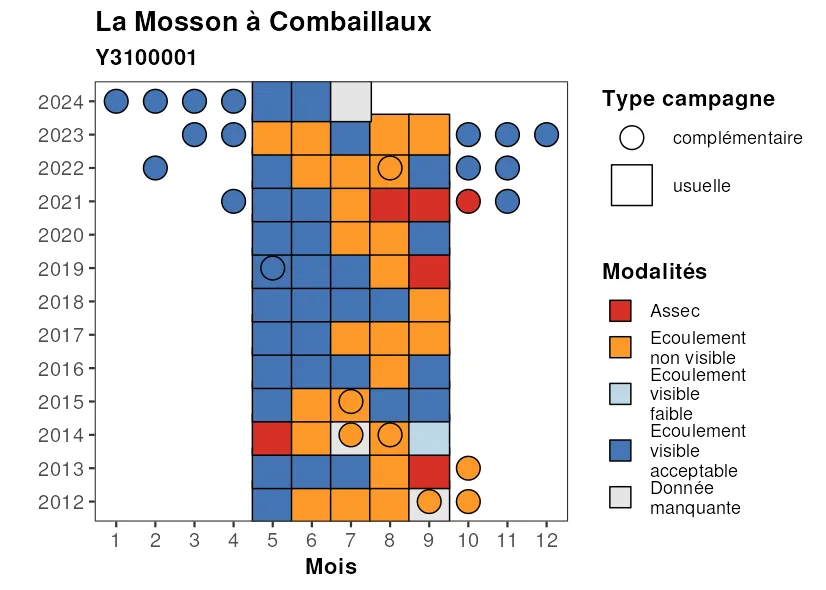 La Mosson à Combaillaux
Y3100001
2024
2023
2022
2021
2020
2019
2018
2017
2016
2015
2014
2013
2012
1 2 3 4 5 6 7 8 9 10 11 12
Mois
Type campagne
complémentaire
usuelle
Modalités
Assec
Ecoulement
non visible
Ecoulement
visible
faible
Ecoulement
visible
acceptable
Donnée
manquante